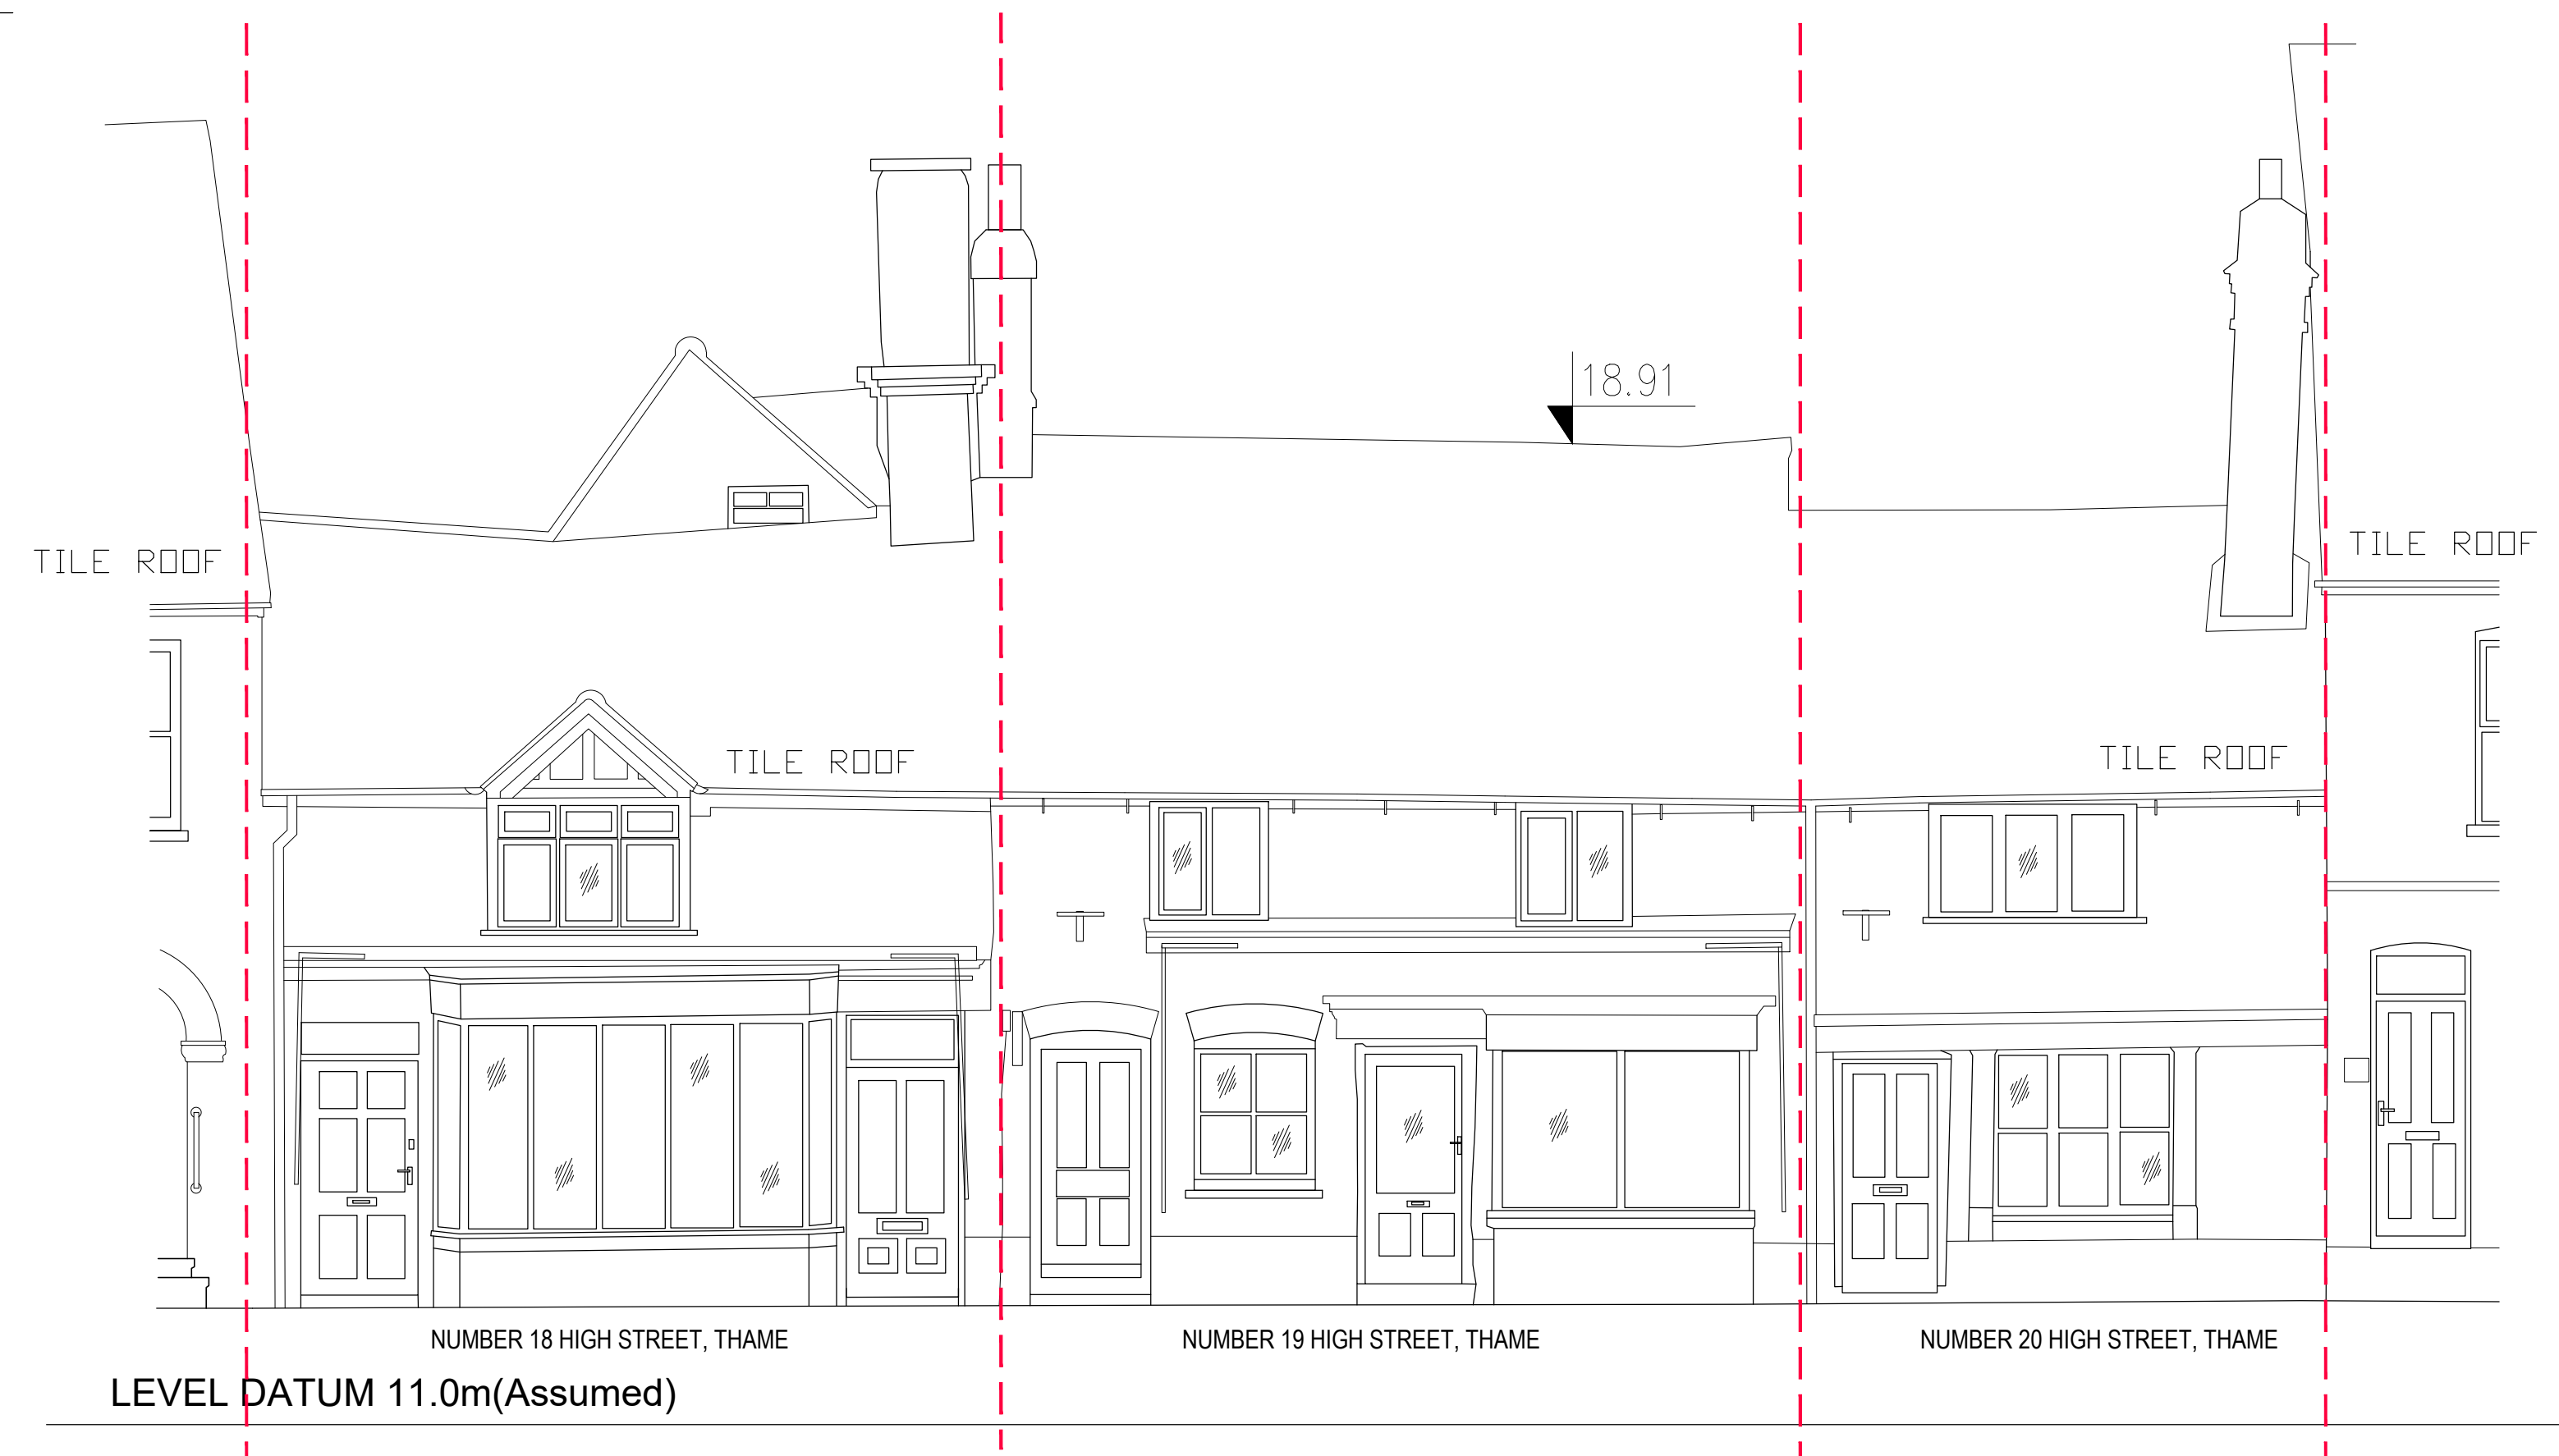 18.91
TILE ROOF
TILE ROOF
TILE ROOF
TILE ROOF
NUMBER 18 HIGH STREET, THAME
NUMBER 19 HIGH STREET, THAME
NUMBER 20 HIGH STREET, THAME
LEVEL DATUM 11.0m(Assumed)